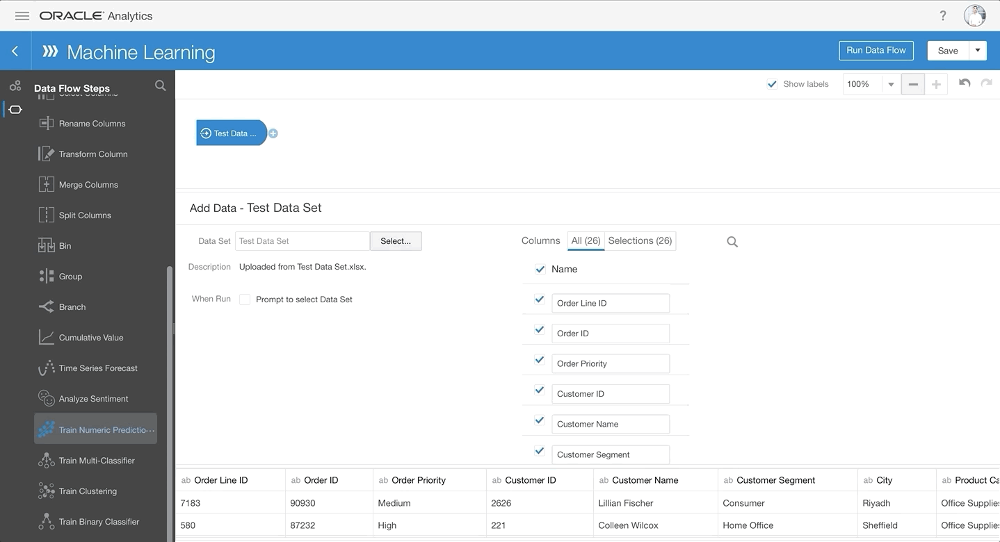 ORACLE Analytics
?
Machine Learning
Run Data Flow
Save
Data Flow Steps
Select Columns
Rename Columns
Transform Column
Merge Columns
Split Columns
Bin
Group
Branch
Cumulative Value
Time Series Forecast
Analyze Sentiment
Train Numeric Predictio...
Train Multi-Classifier
Train Clustering
Train Binary Classifier
Show labels
100%
Test Data ...
Add Data - Test Data Set
Data Set Test Data Set Select...
Description Uploaded from Test Data Set.xlsx.
When Run Prompt to select Data Set
Columns All (26) Selections (26)
Name
Order Line ID
Order ID
Order Priority
Customer ID
Customer Name
Customer Segment
ab Order Line ID ab Order ID ab Order Priority ab Customer ID ab Customer Name ab Customer Segment ab City ab Product Ca
7183 90930 Medium 2626 Lillian Fischer Consumer Riyadh Office Supplies
580 87232 High 221 Colleen Wilcox Home Office Sheffield Office Supplies